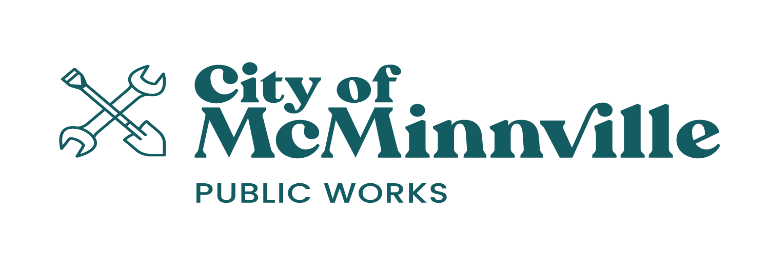 City of
McMinnville
PUBLIC WORKS